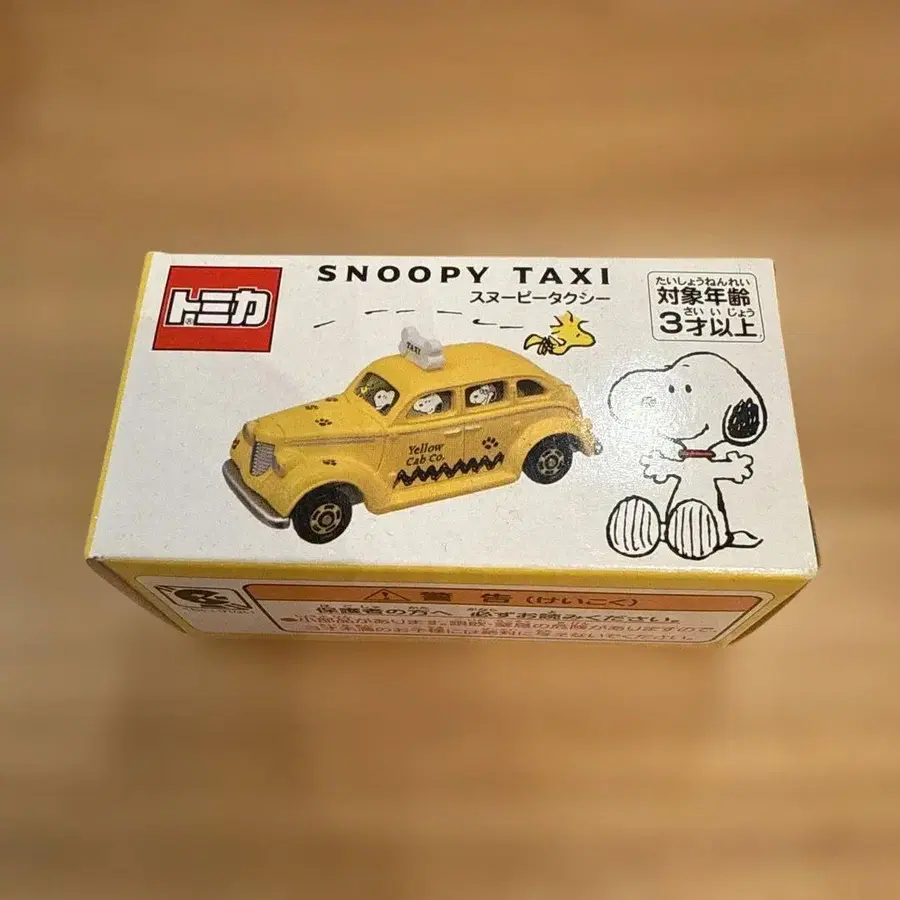 トミカ
SNOOPY TAXI
スヌーピータクシー
たいしょうねんれい
対象年齢
さい い じょう
3才以上
TAXI
Yellow
Cab Co.
警告 (けいこく)
保護者の方へ 必ずお読みください。